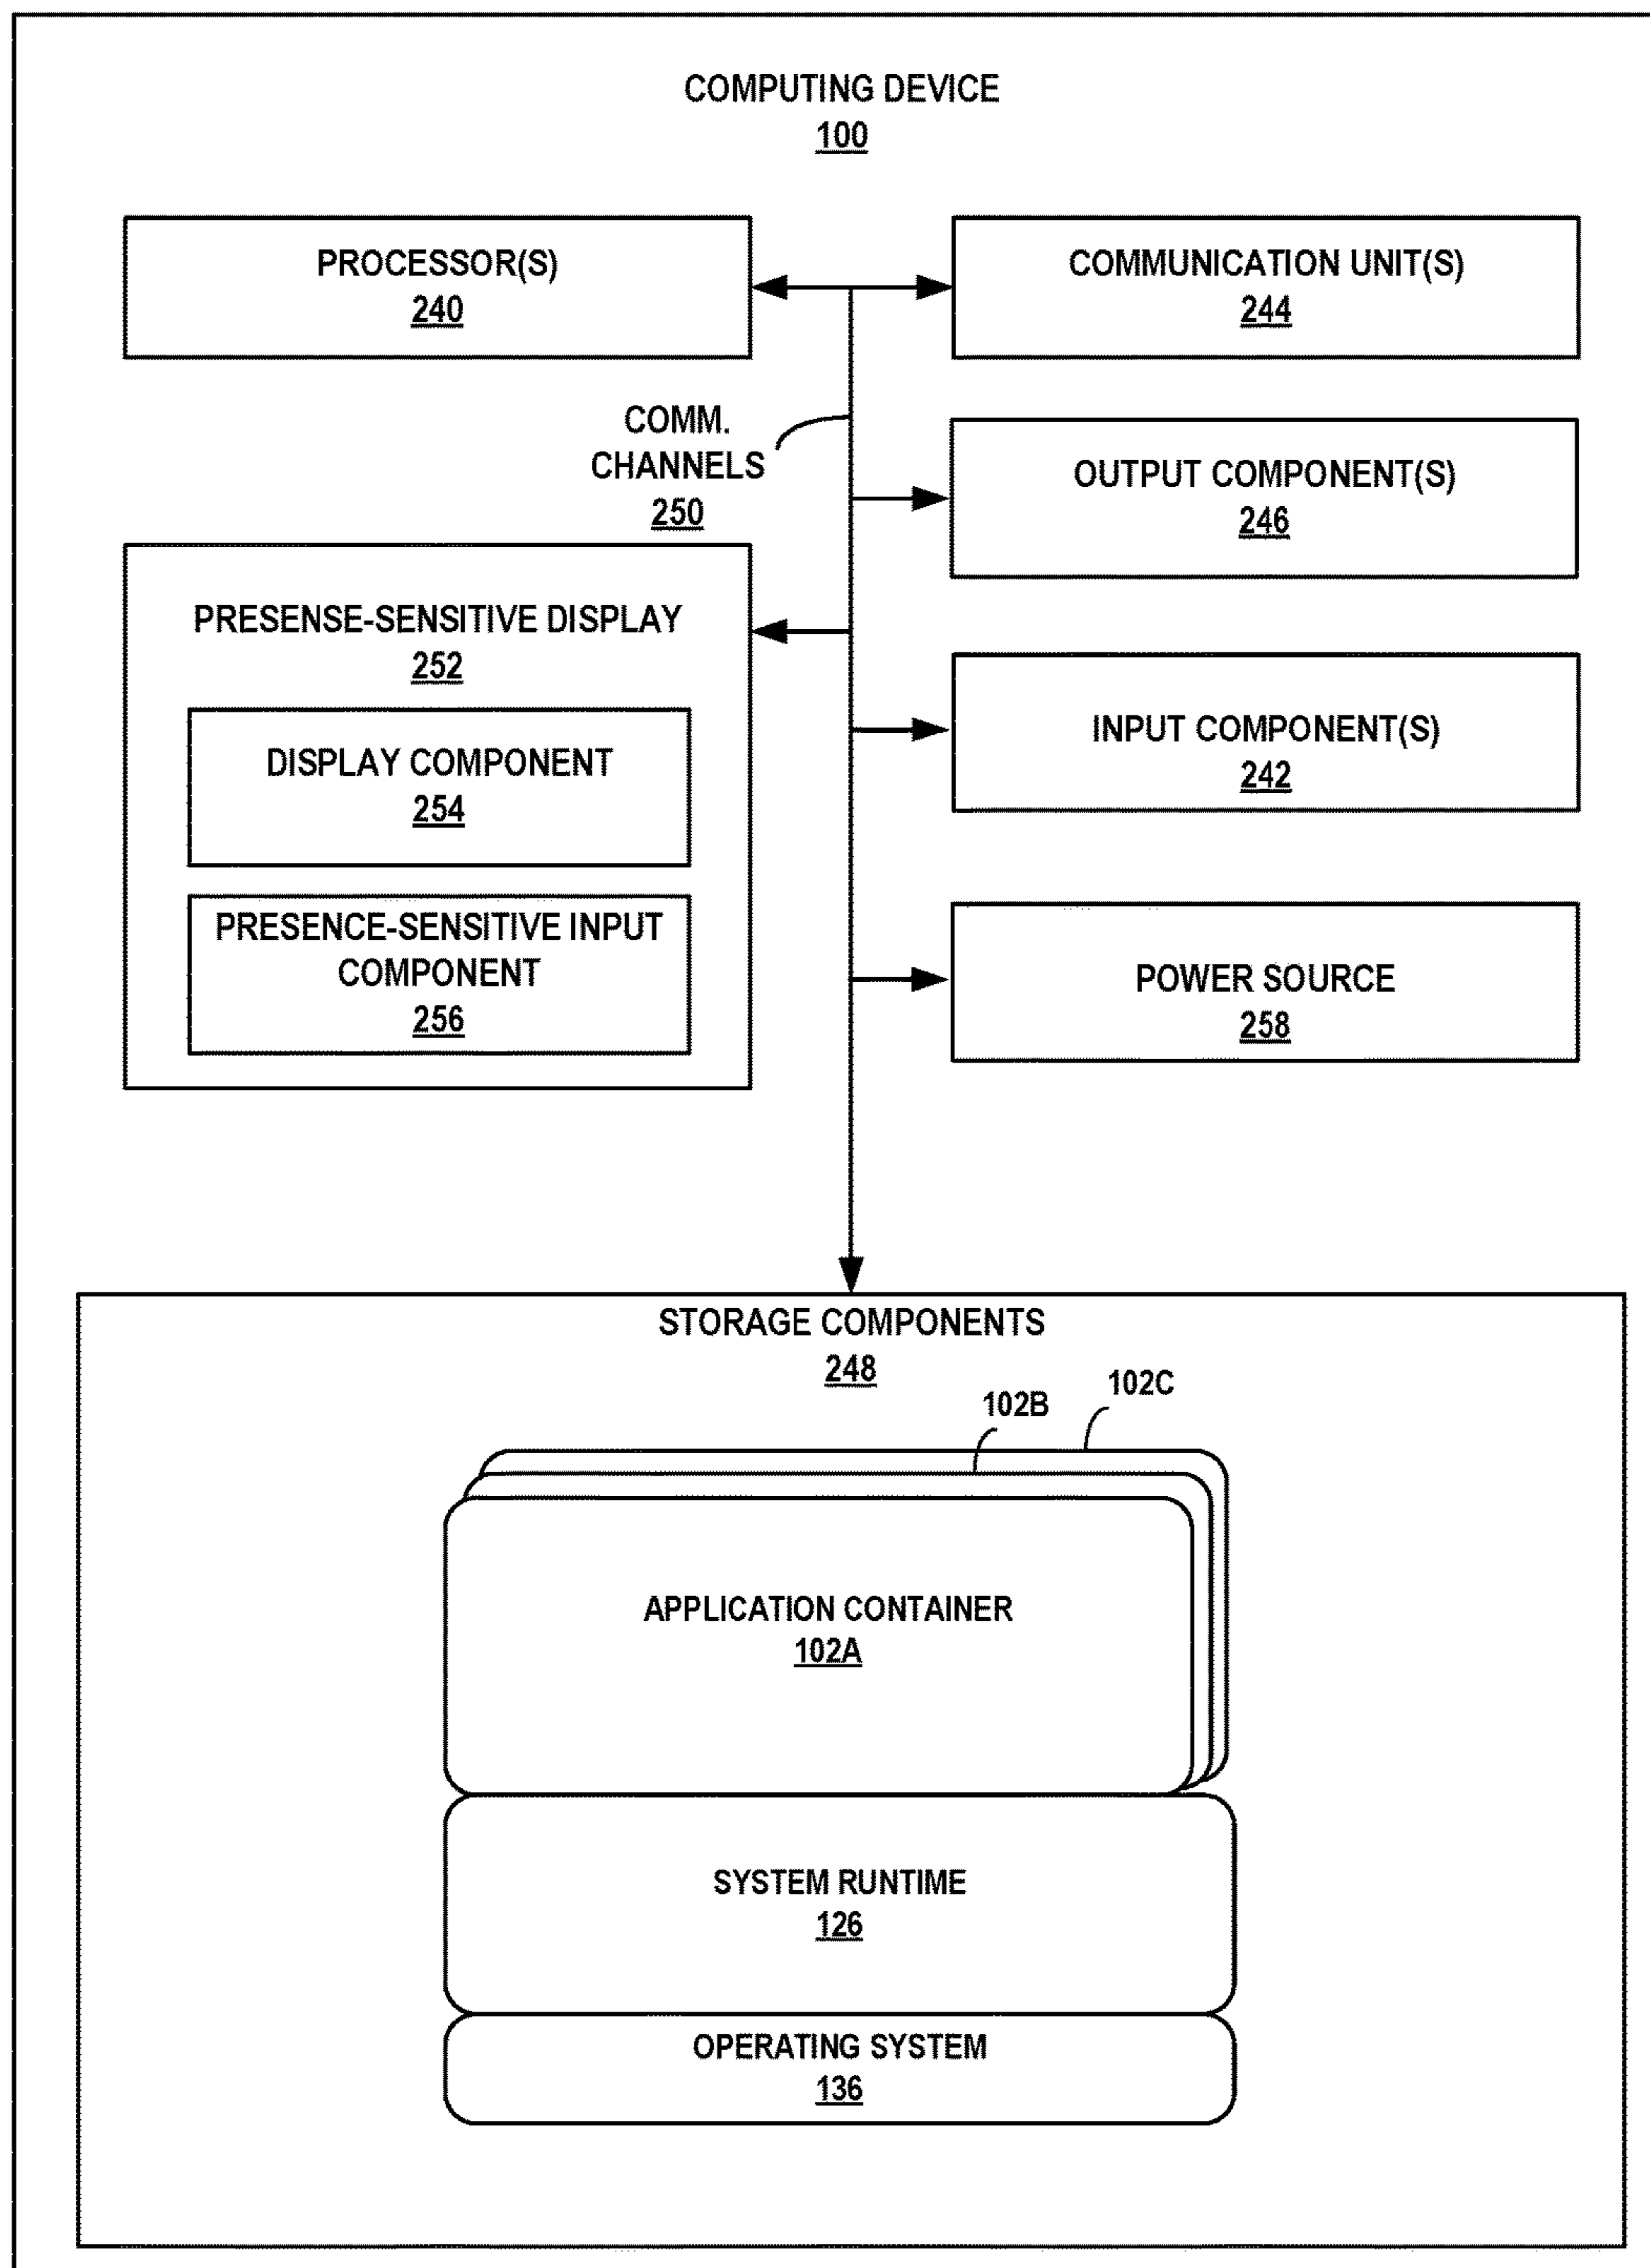 COMPUTING DEVICE
100
PROCESSOR(S)
240
COMMUNICATION UNIT(S)
244
COMM.
CHANNELS
250
OUTPUT COMPONENT(S)
246
PRESENSE-SENSITIVE DISPLAY
252
DISPLAY COMPONENT
254
PRESENCE-SENSITIVE INPUT
COMPONENT
256
INPUT COMPONENT(S)
242
POWER SOURCE
258
STORAGE COMPONENTS
248
102C
102B
APPLICATION CONTAINER
102A
SYSTEM RUNTIME
126
OPERATING SYSTEM
136